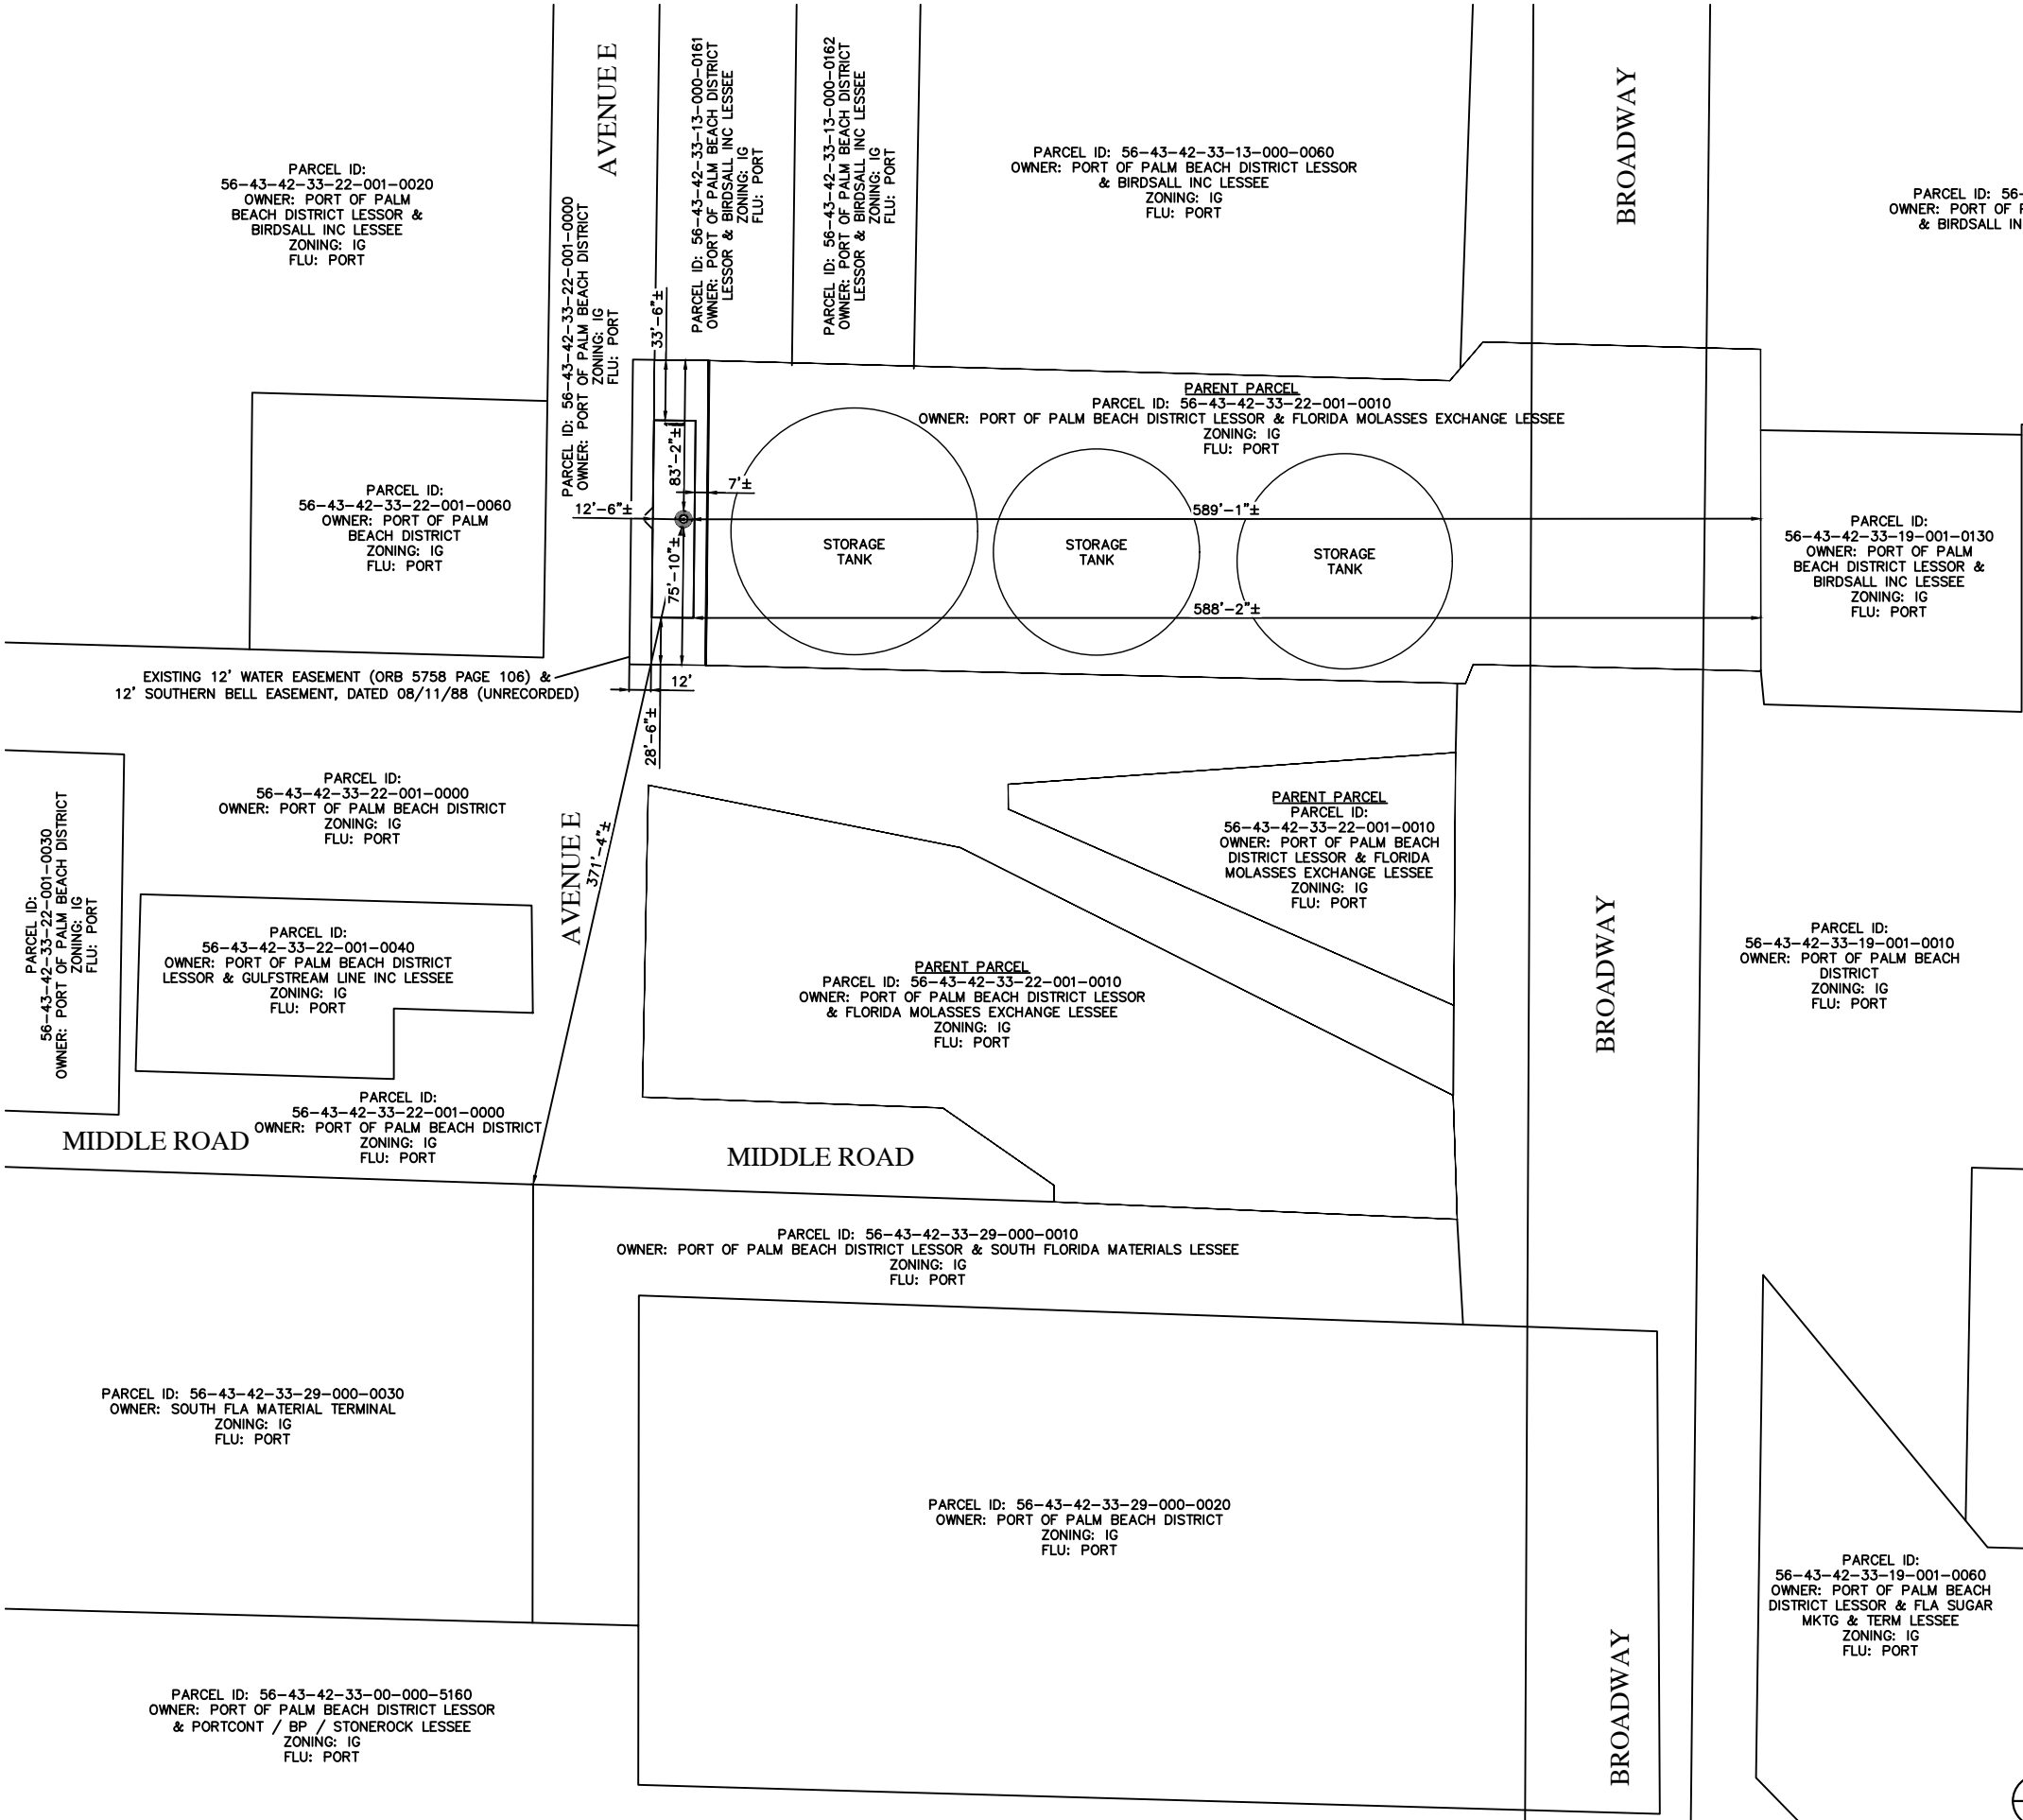 AVENUE E
PARCEL ID: 56-43-42-33-13-000-0161
OWNER: PORT OF PALM BEACH DISTRICT
LESSOR & BIRDSALL INC LESSEE
ZONING: IG
FLU: PORT
PARCEL ID: 56-43-42-33-13-000-0162
OWNER: PORT OF PALM BEACH DISTRICT
LESSOR & BIRDSALL INC LESSEE
ZONING: IG
FLU: PORT
BROADWAY
PARCEL ID: 56-43-42-33-13-000-0060
OWNER: PORT OF PALM BEACH DISTRICT LESSOR
& BIRDSALL INC LESSEE
ZONING: IG
FLU: PORT
PARCEL ID:
56-43-42-33-22-001-0020
OWNER: PORT OF PALM
BEACH DISTRICT LESSOR &
BIRDSALL INC LESSEE
ZONING: IG
FLU: PORT
PARCEL ID: 56-
OWNER: PORT OF
& BIRDSALL IN
PARCEL ID: 56-43-42-33-22-001-0000
OWNER: PORT OF PALM BEACH DISTRICT
ZONING: IG
FLU: PORT
33'-6"±
PARENT PARCEL
PARCEL ID: 56-43-42-33-22-001-0010
OWNER: PORT OF PALM BEACH DISTRICT LESSOR & FLORIDA MOLASSES EXCHANGE LESSEE
ZONING: IG
FLU: PORT
83'-2"±
7'±
12'-6"±
589'-1"±
PARCEL ID:
56-43-42-33-22-001-0060
OWNER: PORT OF PALM
BEACH DISTRICT
ZONING: IG
FLU: PORT
STORAGE
TANK
STORAGE
TANK
STORAGE
TANK
PARCEL ID:
56-43-42-33-19-001-0130
OWNER: PORT OF PALM
BEACH DISTRICT LESSOR &
BIRDSALL INC LESSEE
ZONING: IG
FLU: PORT
75'-10"±
588'-2"±
EXISTING 12' WATER EASEMENT (ORB 5758 PAGE 106) &
12' SOUTHERN BELL EASEMENT, DATED 08/11/88 (UNRECORDED)
12'
28'-6"±
PARCEL ID:
56-43-42-33-22-001-0000
OWNER: PORT OF PALM BEACH DISTRICT
ZONING: IG
FLU: PORT
PARCEL ID:
56-43-42-33-22-001-0030
OWNER: PORT OF PALM BEACH DISTRICT
ZONING: IG
FLU: PORT
AVENUE E
371'-4"±
PARENT PARCEL
PARCEL ID:
56-43-42-33-22-001-0010
OWNER: PORT OF PALM BEACH
DISTRICT LESSOR & FLORIDA
MOLASSES EXCHANGE LESSEE
ZONING: IG
FLU: PORT
BROADWAY
PARCEL ID:
56-43-42-33-22-001-0040
OWNER: PORT OF PALM BEACH DISTRICT
LESSOR & GULFSTREAM LINE INC LESSEE
ZONING: IG
FLU: PORT
PARENT PARCEL
PARCEL ID: 56-43-42-33-22-001-0010
OWNER: PORT OF PALM BEACH DISTRICT LESSOR
& FLORIDA MOLASSES EXCHANGE LESSEE
ZONING: IG
FLU: PORT
PARCEL ID:
56-43-42-33-19-001-0010
OWNER: PORT OF PALM BEACH
DISTRICT
ZONING: IG
FLU: PORT
PARCEL ID:
56-43-42-33-22-001-0000
OWNER: PORT OF PALM BEACH DISTRICT
ZONING: IG
FLU: PORT
MIDDLE ROAD
MIDDLE ROAD
PARCEL ID: 56-43-42-33-29-000-0010
OWNER: PORT OF PALM BEACH DISTRICT LESSOR & SOUTH FLORIDA MATERIALS LESSEE
ZONING: IG
FLU: PORT
PARCEL ID: 56-43-42-33-29-000-0030
OWNER: SOUTH FLA MATERIAL TERMINAL
ZONING: IG
FLU: PORT
PARCEL ID: 56-43-42-33-29-000-0020
OWNER: PORT OF PALM BEACH DISTRICT
ZONING: IG
FLU: PORT
PARCEL ID:
56-43-42-33-19-001-0060
OWNER: PORT OF PALM BEACH
DISTRICT LESSOR & FLA SUGAR
MKTG & TERM LESSEE
ZONING: IG
FLU: PORT
BROADWAY
PARCEL ID: 56-43-42-33-00-000-5160
OWNER: PORT OF PALM BEACH DISTRICT LESSOR
& PORTCONT / BP / STONEROCK LESSEE
ZONING: IG
FLU: PORT